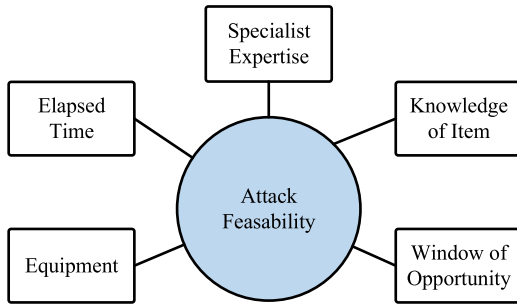 Specialist
Expertise
Elapsed
Time
Knowledge
of Item
Attack
Feasability
Equipment
Window of
Opportunity